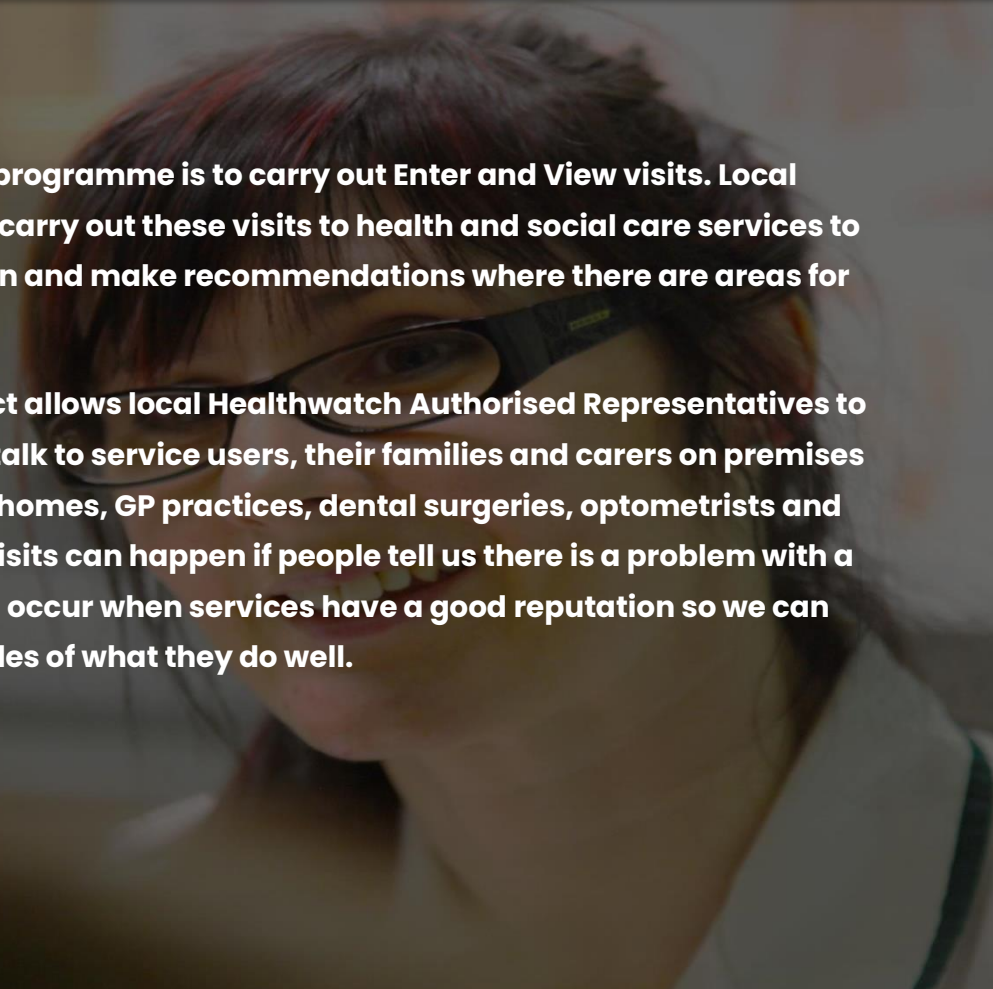 programme is to carry out Enter and View visits. Local
carry out these visits to health and social care services to
n and make recommendations where there are areas for
ct allows local Healthwatch Authorised Representatives to
talk to service users, their families and carers on premises
homes, GP practices, dental surgeries, optometrists and
isits can happen if people tell us there is a problem with a
occur when services have a good reputation so we can
les of what they do well.